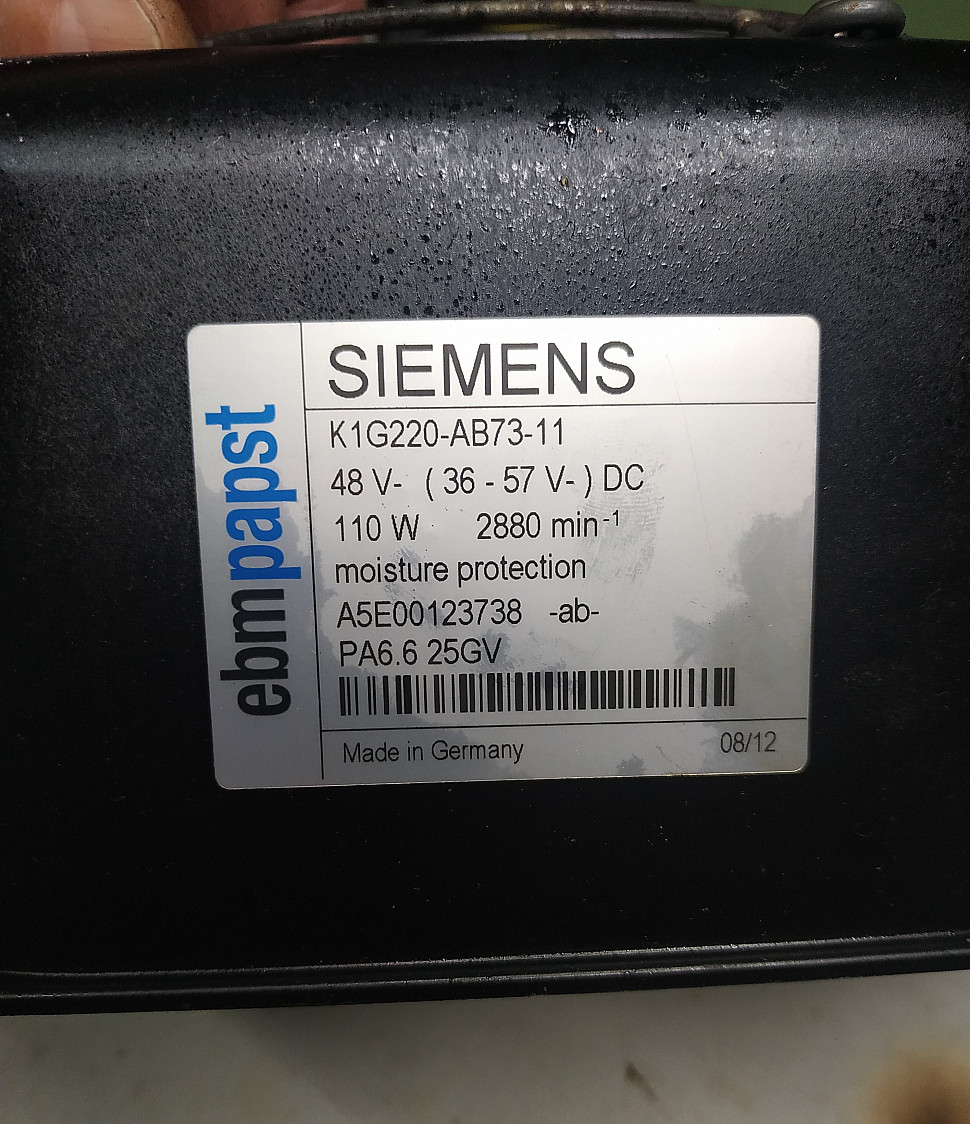 SIEMENS
ebmpapst
K1G220-AB73-11
48 V- ( 36 - 57 V- ) DC
110 W 2880 min-1
moisture protection
A5E00123738 -ab-
PA6.6 25GV
Made in Germany 08/12